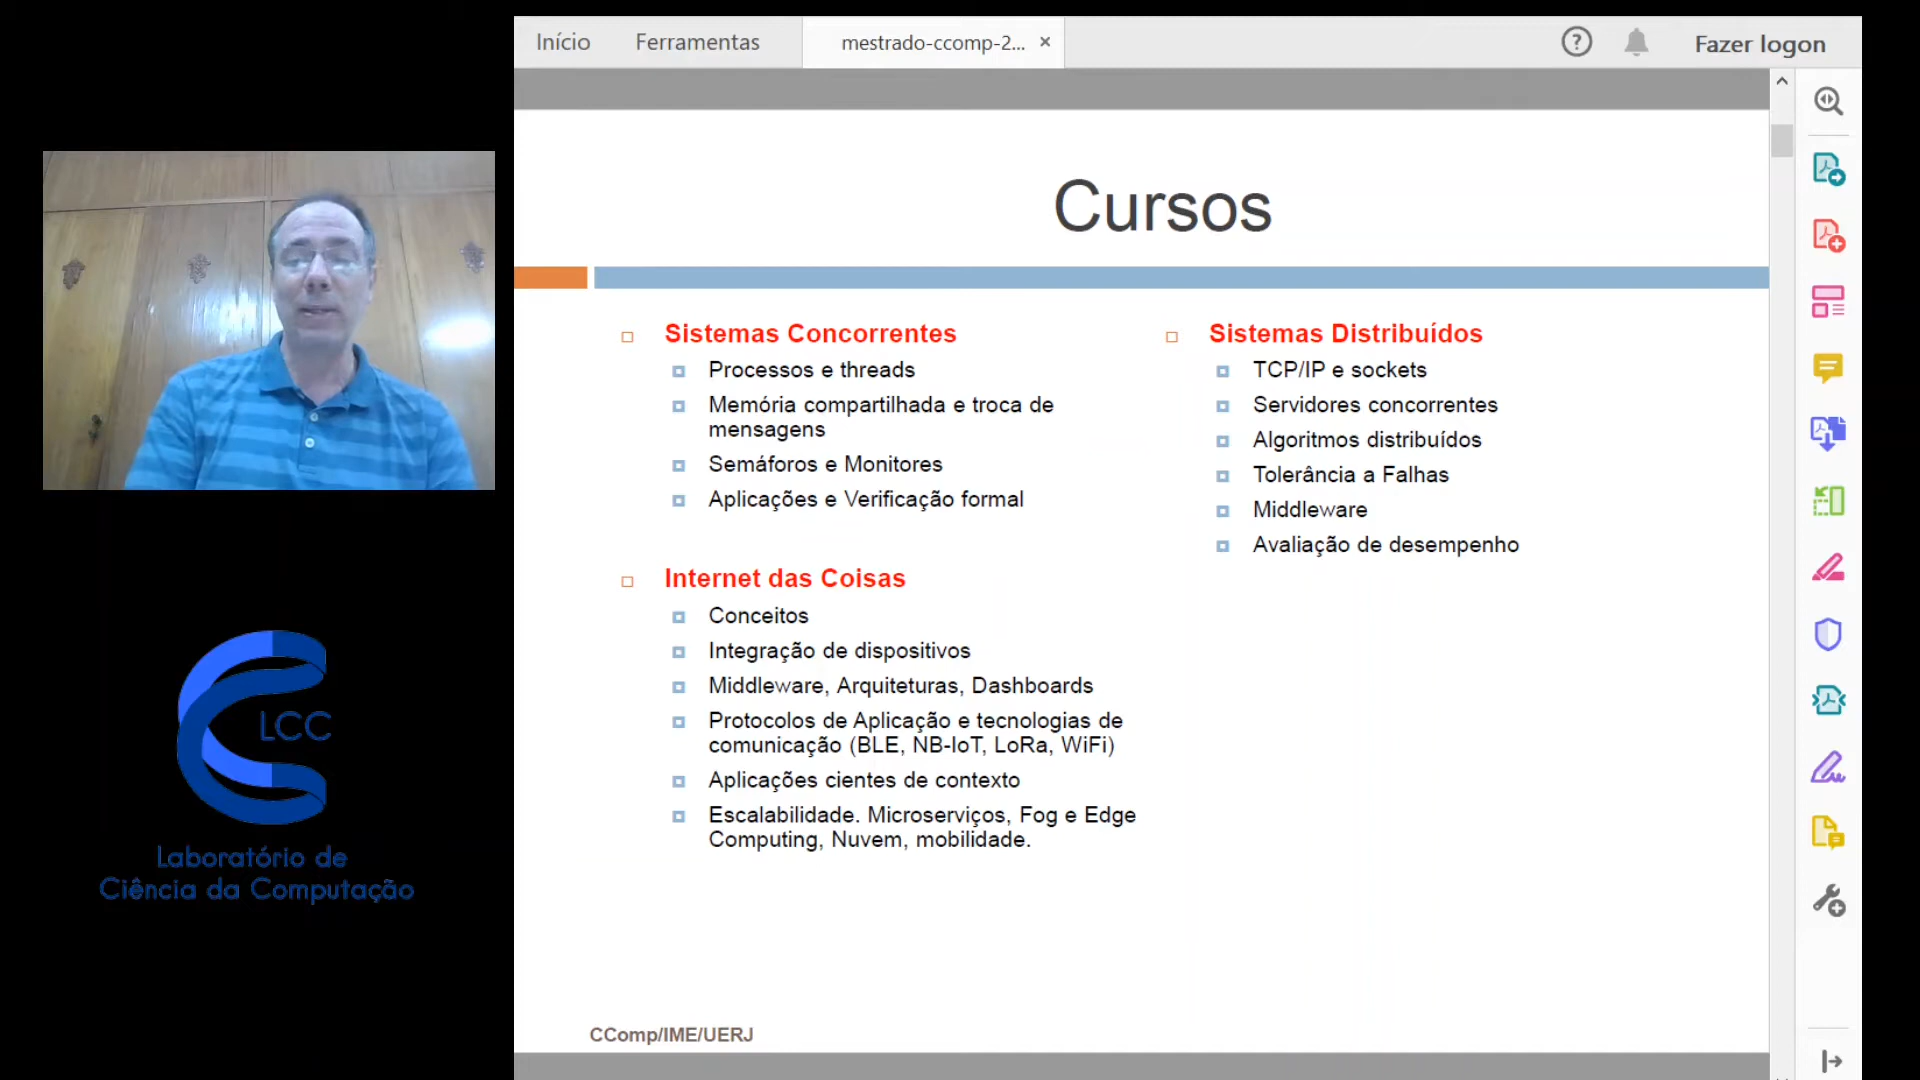 Início
Ferramentas
mestrado-ccomp-2...
Fazer logon
Cursos
Sistemas Concorrentes
Processos e threads
Memória compartilhada e troca de
mensagens
Semáforos e Monitores
Aplicações e Verificação formal
Internet das Coisas
Conceitos
Integração de dispositivos
Middleware, Arquiteturas, Dashboards
Protocolos de Aplicação e tecnologias de
comunicação (BLE, NB-IoT, LoRa, WiFi)
Aplicações cientes de contexto
Escalabilidade. Microserviços, Fog e Edge
Computing, Nuvem, mobilidade.
Sistemas Distribuídos
TCP/IP e sockets
Servidores concorrentes
Algoritmos distribuídos
Tolerância a Falhas
Middleware
Avaliação de desempenho
CComp/IME/UERJ
LCC
Laboratório de
Ciência da Computação